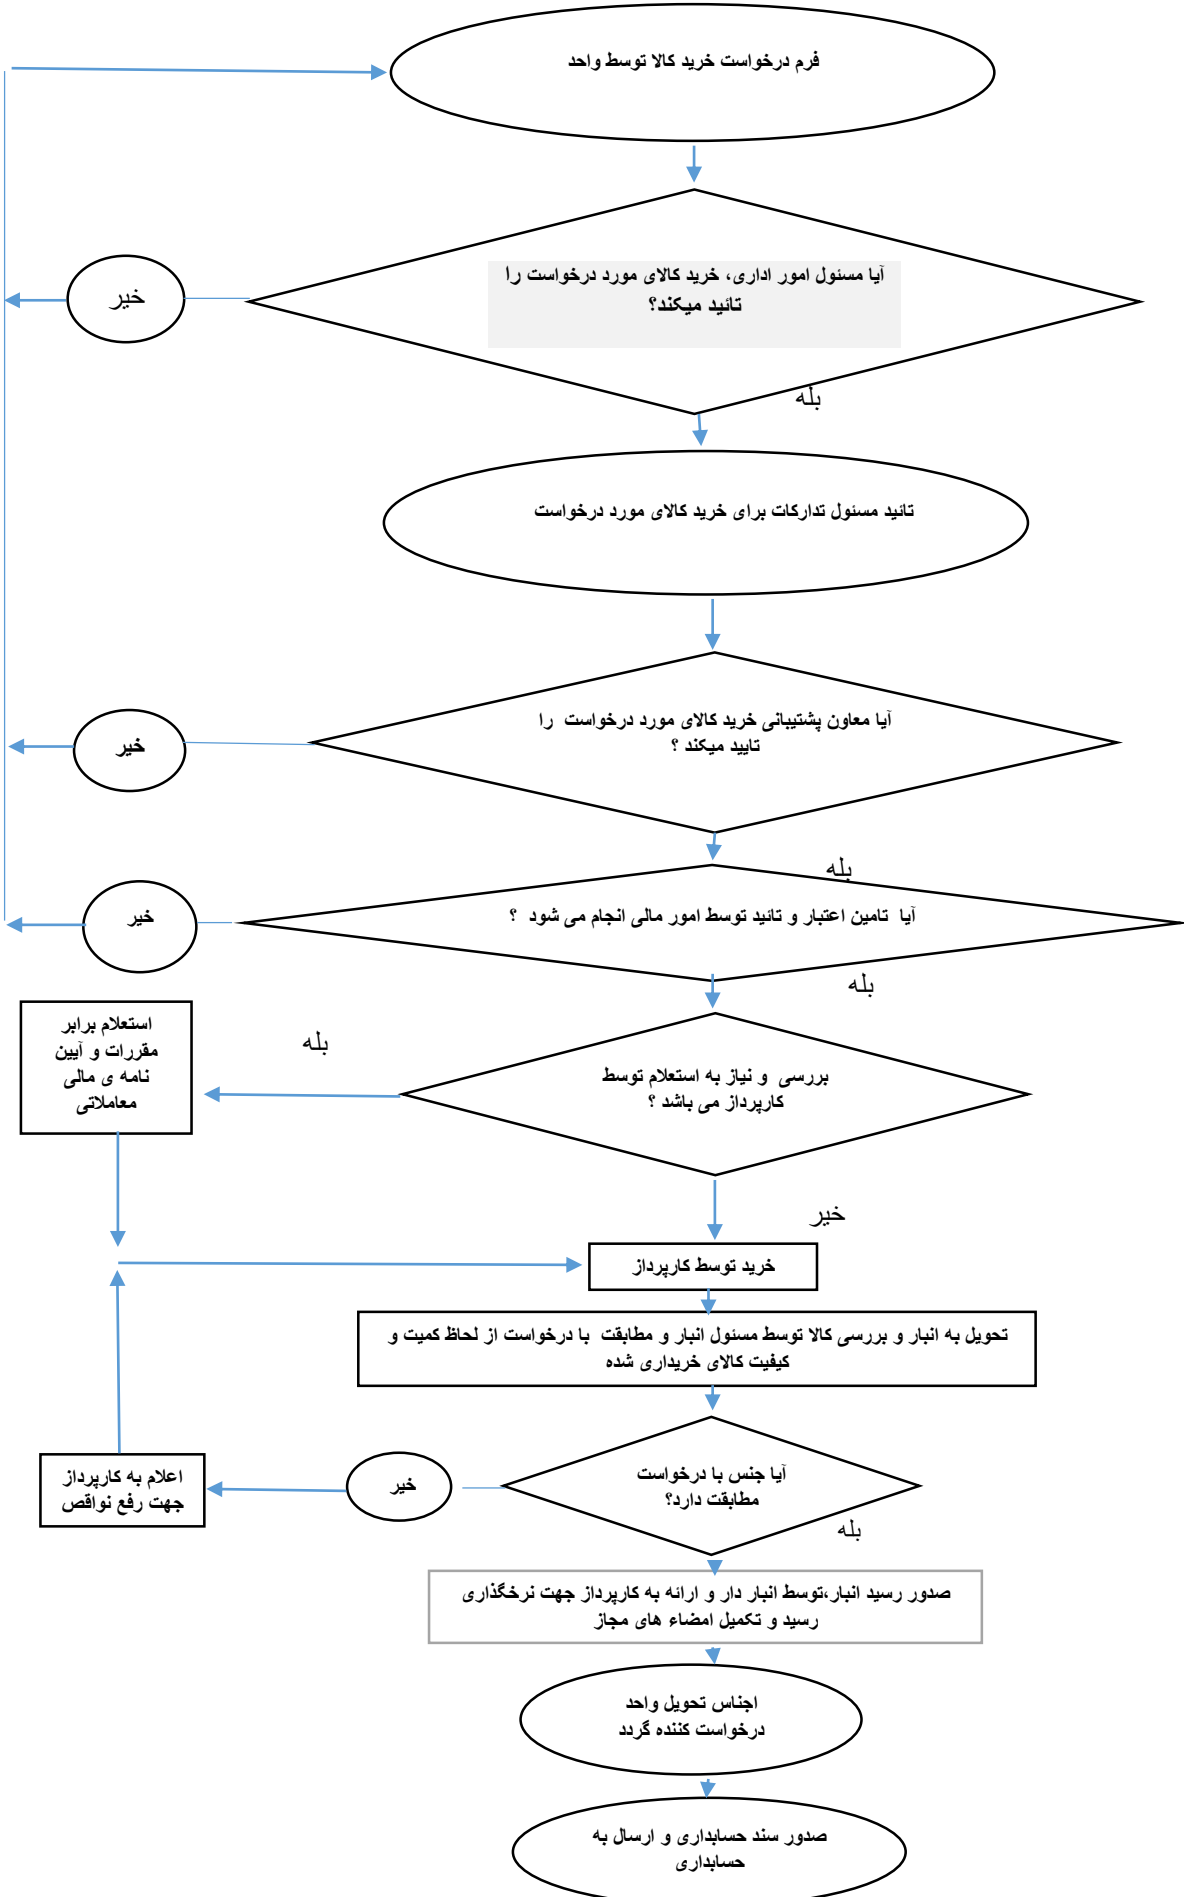 فرم درخواست خرید کالا توسط واحد
آیا مسئول امور اداری، خرید کالای مورد درخواست را
تائید میکند؟
خیر
بله
تائید مسئول تدارکات برای خرید کالای مورد درخواست
آیا معاون پشتیبانی خرید کالای مورد درخواست را
تایید میکند ؟
خیر
بله
آیا تامین اعتبار و تائید توسط امور مالی انجام می شود ؟
خیر
بله
بررسی و نیاز به استعلام توسط
کارپرداز می باشد ؟
بله
استعلام برابر
مقررات و آیین
نامه ی مالی
معاملاتی
خیر
خرید توسط کارپرداز
تحویل به انبار و بررسی کالا توسط مسئول انبار و مطابقت با درخواست از لحاظ کمیت و
کیفیت کالای خریداری شده
آیا جنس با درخواست
مطابقت دارد؟
خیر
اعلام به کارپرداز
جهت رفع نواقص
بله
صدور رسید انبار،توسط انبار دار و ارائه به کارپرداز جهت نرخگذاری
رسید و تکمیل امضاء های مجاز
اجناس تحویل واحد
درخواست کننده گردد
صدور سند حسابداری و ارسال به
حسابداری